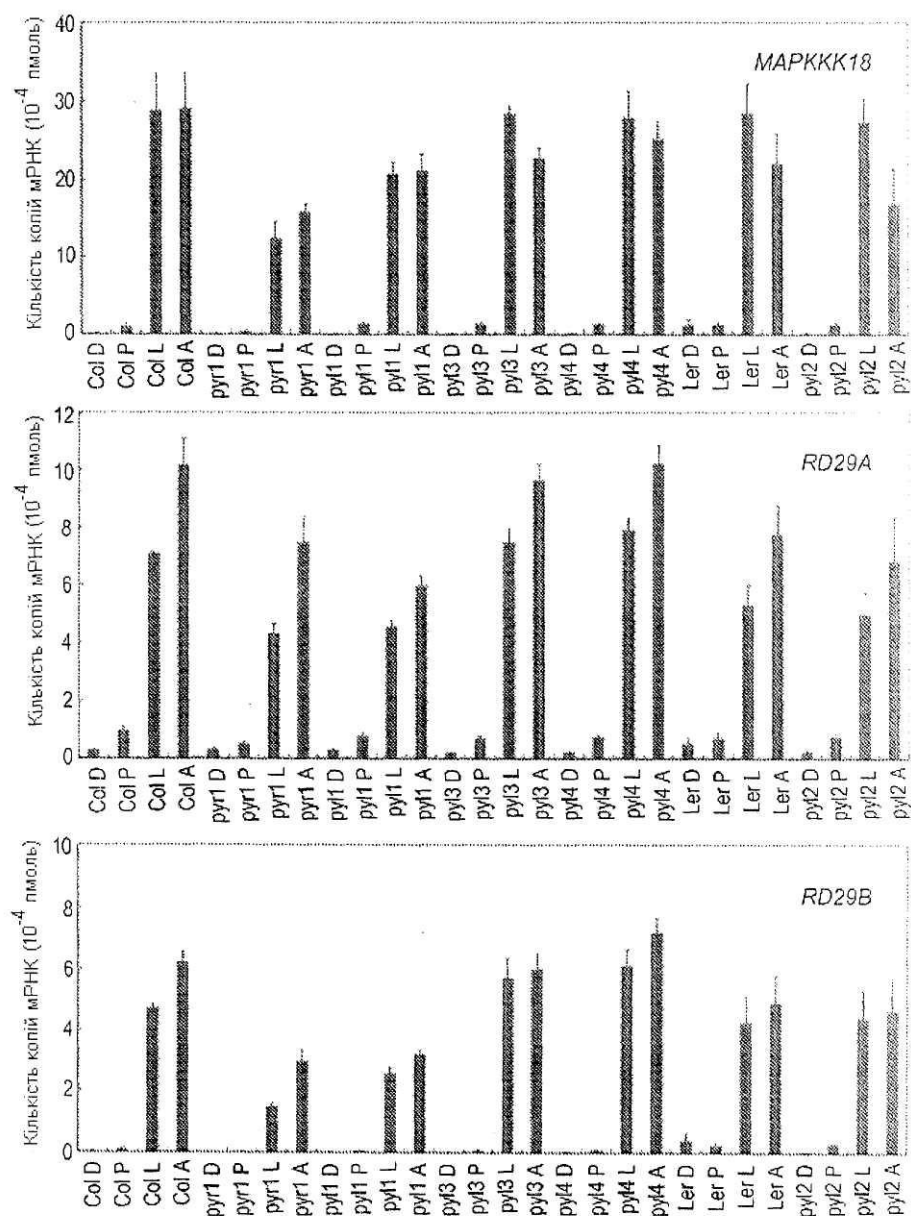 Кількість копій мРНК (10⁻⁴ пмоль)
40
30
20
10
0
MAPKKK18
Col D
Col P
Col L
Col A
pyr1 D
pyr1 P
pyr1 L
pyr1 A
pyl1 D
pyl1 P
pyl1 A
pyl1 L
pyl3 D
pyl3 P
pyl3 L
pyl3 A
pyl4 D
pyl4 P
pyl4 L
pyl4 A
Ler D
Ler P
Ler L
Ler A
pyl2 D
pyl2 P
pyl2 L
pyl2 A
Кількість копій мРНК (10⁻⁴ пмоль)
12
10
8
6
4
2
0
RD29A
Col D
Col P
Col L
Col A
pyr1 D
pyr1 P
pyr1 L
pyr1 A
pyl1 D
pyl1 P
pyl1 L
pyl1 A
pyl3 D
pyl3 P
pyl3 L
pyl3 A
pyl4 D
pyl4 P
pyl4 L
pyl4 A
Ler D
Ler P
Ler L
Ler A
pyl2 D
pyl2 P
pyl2 L
pyl2 A
Кількість копій мРНК (10⁻⁴ пмоль)
10
8
6
4
2
0
RD29B
Col D
Col P
Col L
Col A
pyr1 D
pyr1 P
pyr1 L
pyr1 A
pyl1 D
pyl1 P
pyl1 L
pyl1 A
pyl3 D
pyl3 P
pyl3 L
pyl3 A
pyl4 D
pyl4 P
pyl4 L
pyl4 A
Ler D
Ler P
Ler L
Ler A
pyl2 D
pyl2 P
pyl2 L
pyl2 A